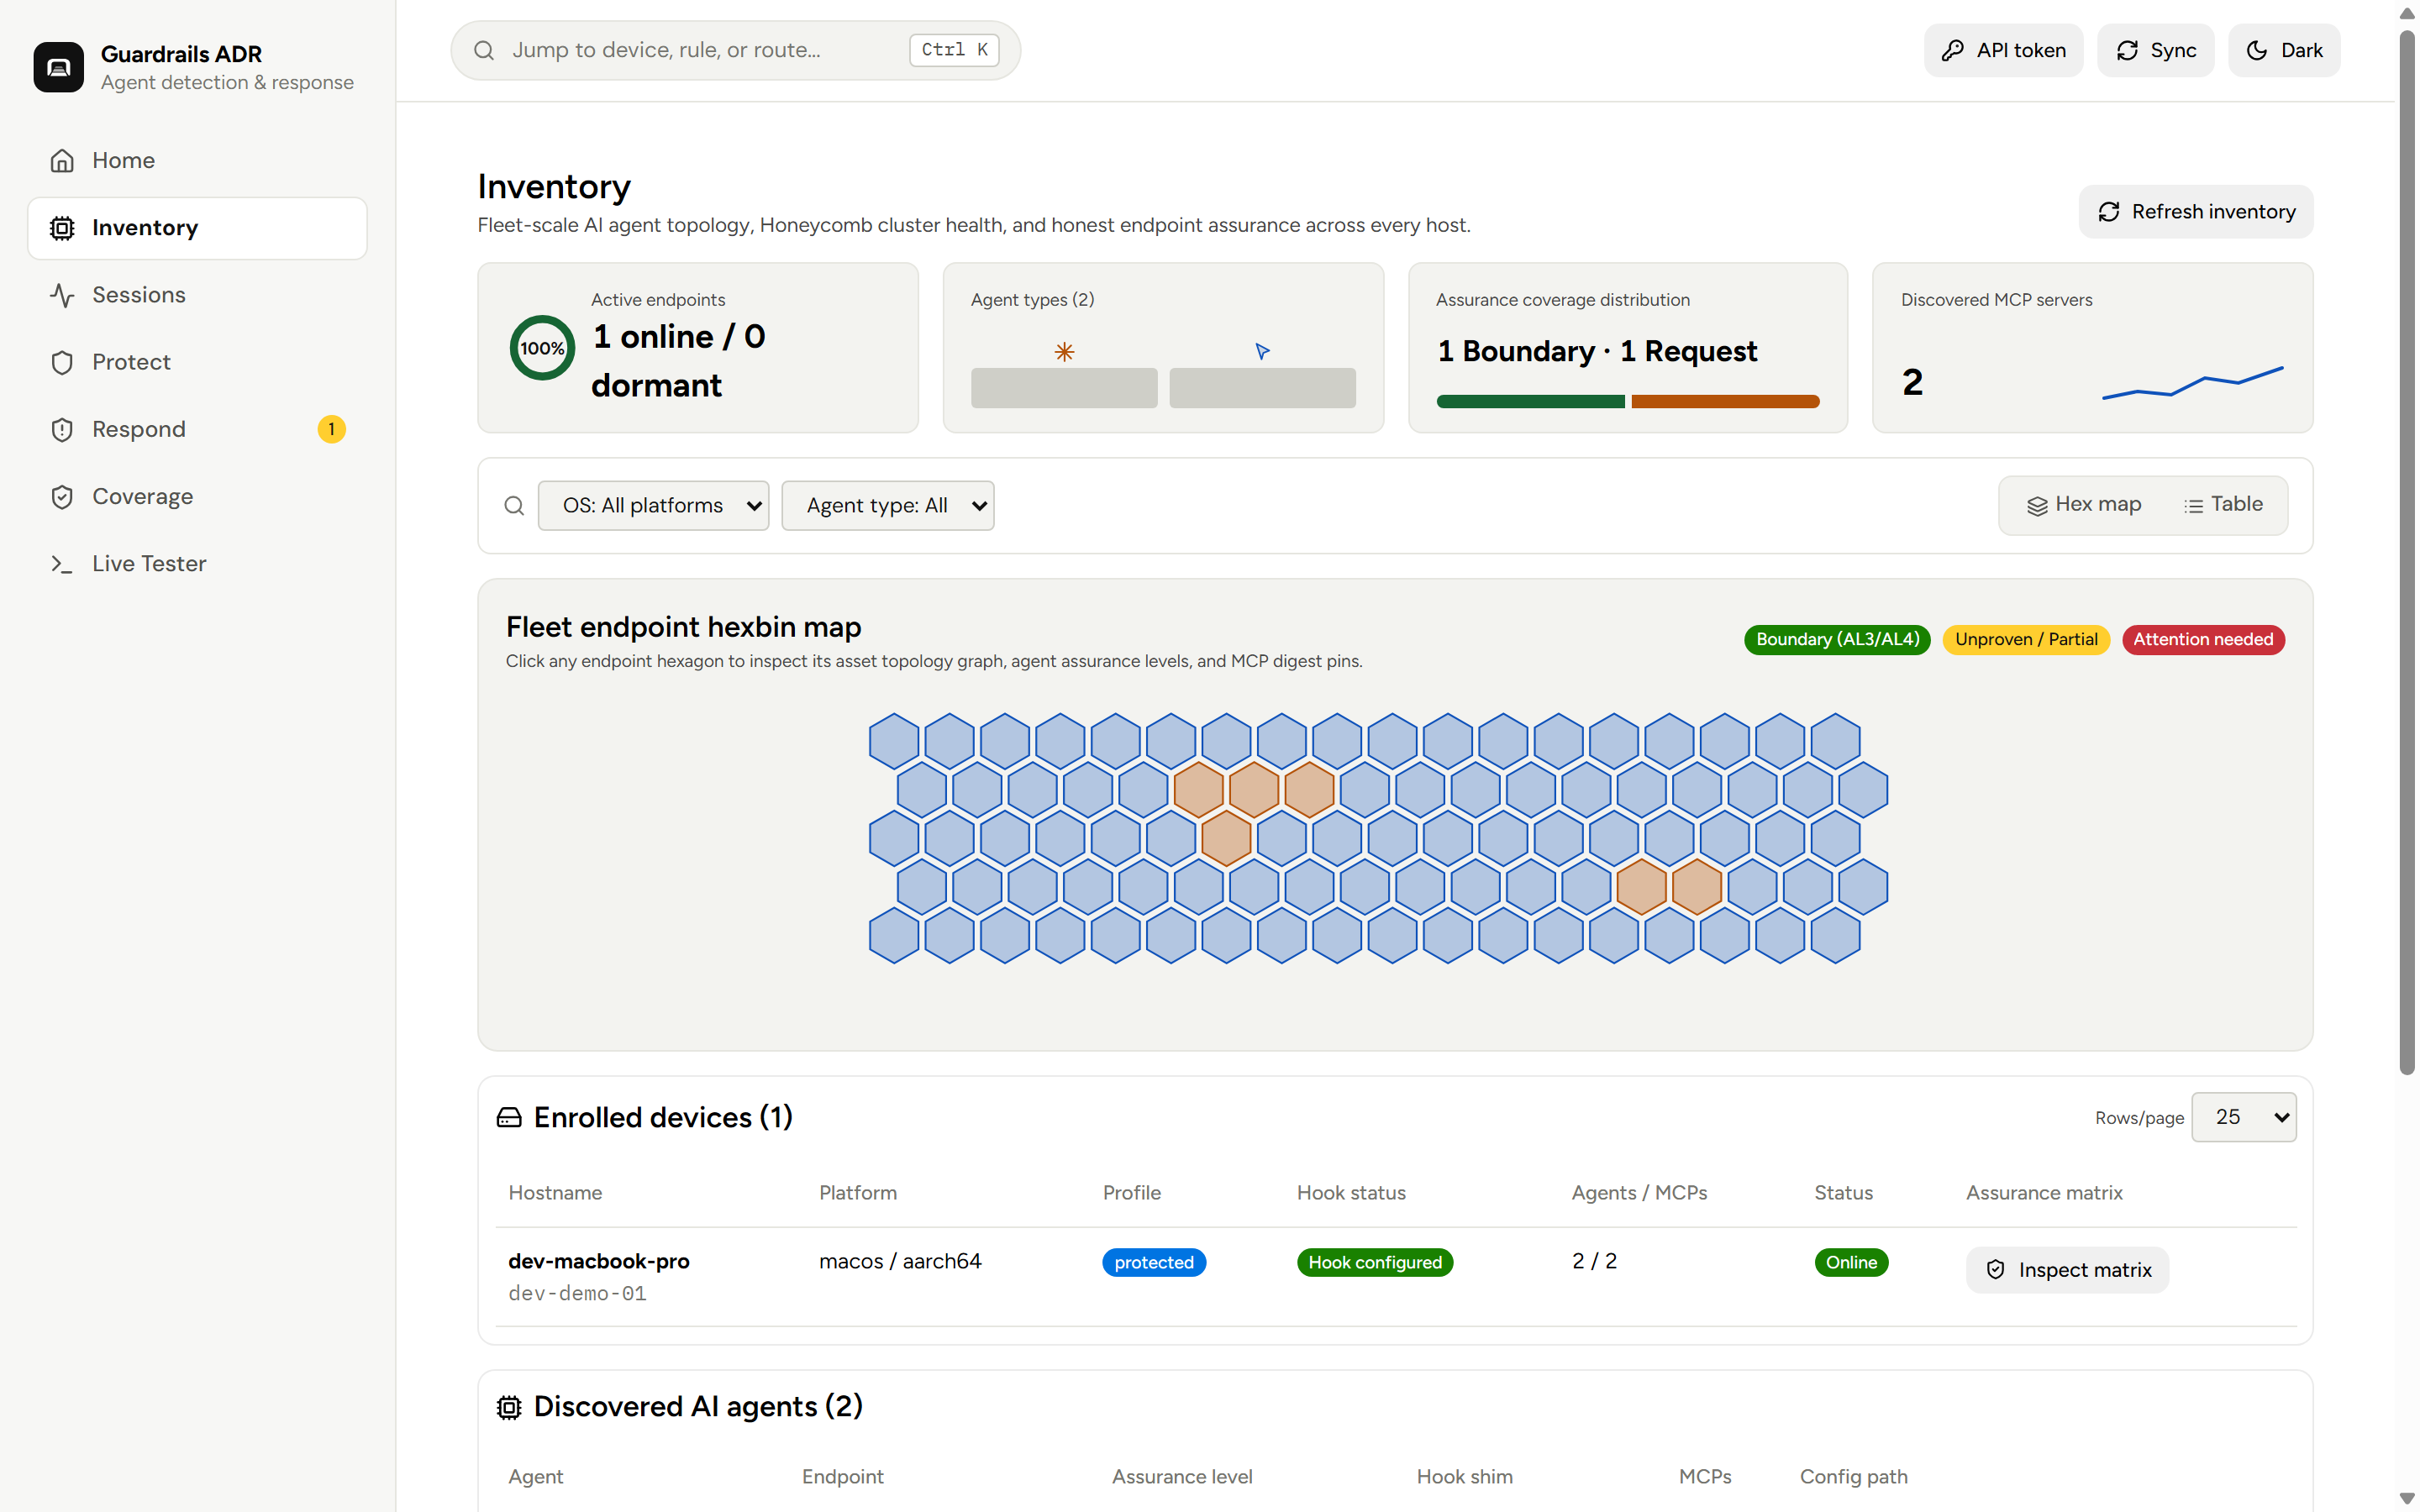 Guardrails ADR
Agent detection & response
Home
Inventory
Sessions
Protect
Respond
1
Coverage
Live Tester
Jump to device, rule, or route...
Ctrl K
API token
Sync
Dark
Inventory
Fleet-scale AI agent topology, Honeycomb cluster health, and honest endpoint assurance across every host.
Refresh inventory
Active endpoints
100%
1 online / 0
dormant
Agent types (2)
Assurance coverage distribution
1 Boundary · 1 Request
Discovered MCP servers
2
OS: All platforms
Agent type: All
Hex map
Table
Fleet endpoint hexbin map
Click any endpoint hexagon to inspect its asset topology graph, agent assurance levels, and MCP digest pins.
Boundary (AL3/AL4)
Unproven / Partial
Attention needed
Enrolled devices (1)
Rows/page
25
Hostname Platform Profile Hook status Agents / MCPs Status Assurance matrix
dev-macbook-pro macos / aarch64 protected Hook configured 2 / 2 Online Inspect matrix
dev-demo-01
Discovered AI agents (2)
Agent Endpoint Assurance level Hook shim MCPs Config path